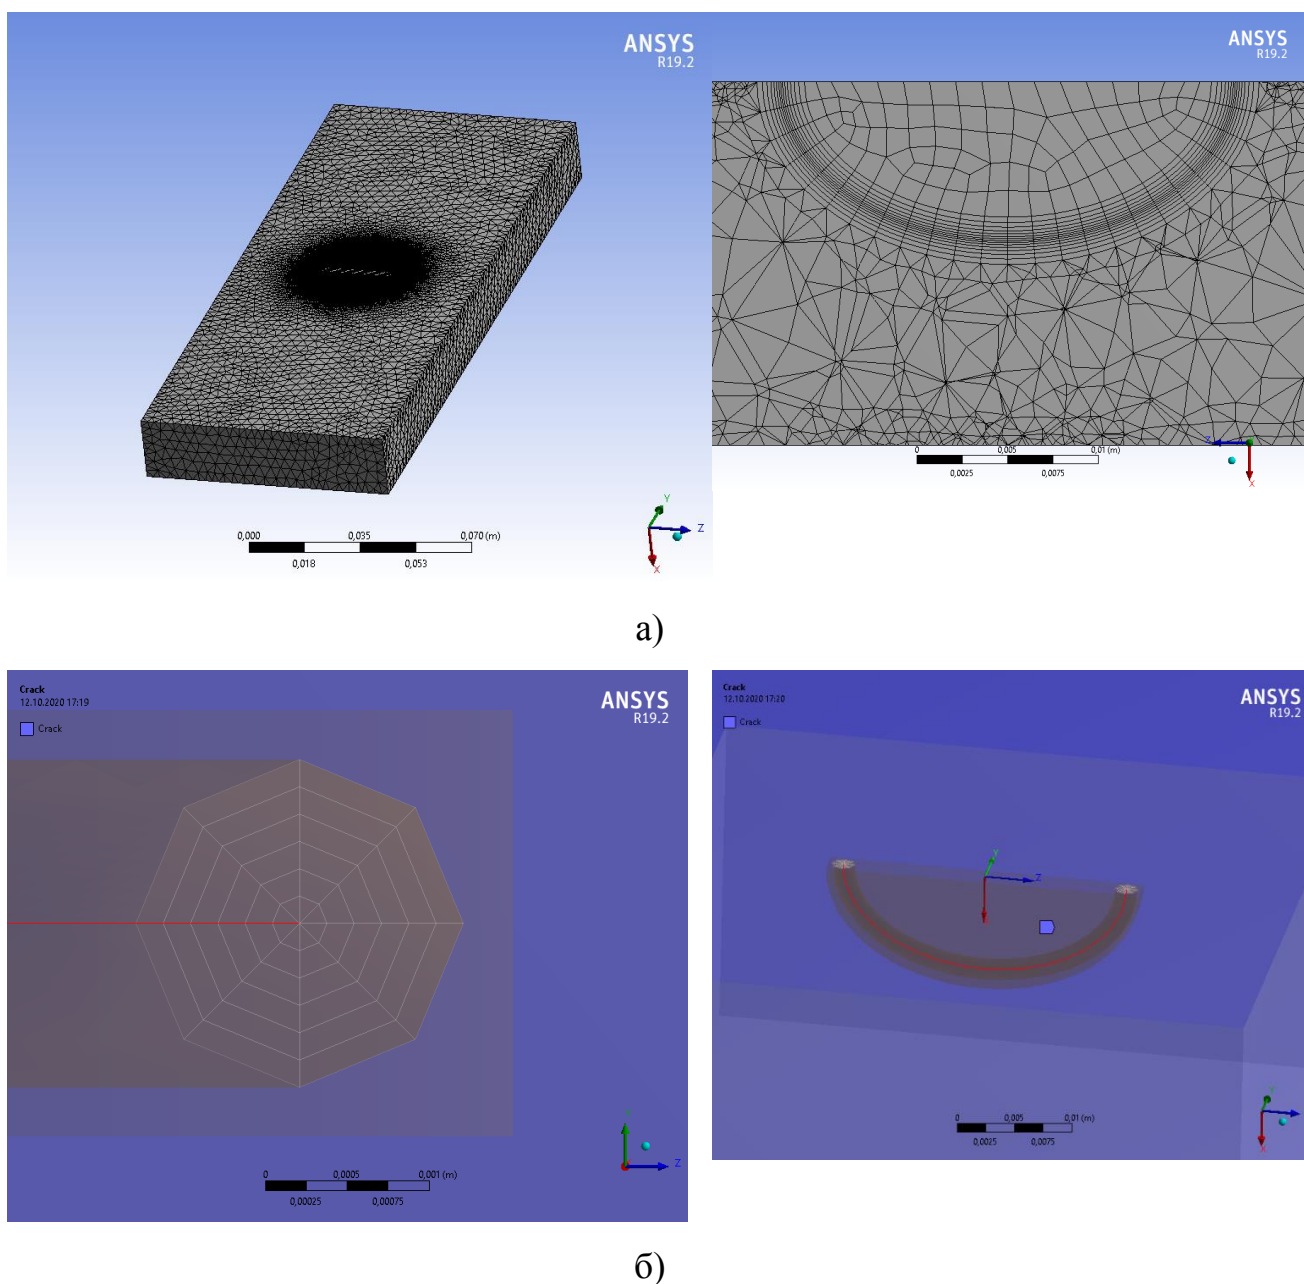 ANSYS
R19.2
Y
Z
X
0,000 0,035 0,070 (m)
0,018 0,053
ANSYS
R19.2
Z
X
0 0,005 0,01 (m)
0,0025 0,0075
а)
Crack
12.10.2020 17:19
Crack
ANSYS
R19.2
Y
Z
0 0,0005 0,001 (m)
0,00025 0,00075
Crack
12.10.2020 17:20
Crack
ANSYS
R19.2
Y
Z
0 0,005 0,01 (m)
0,0025 0,0075
Y
X
б)